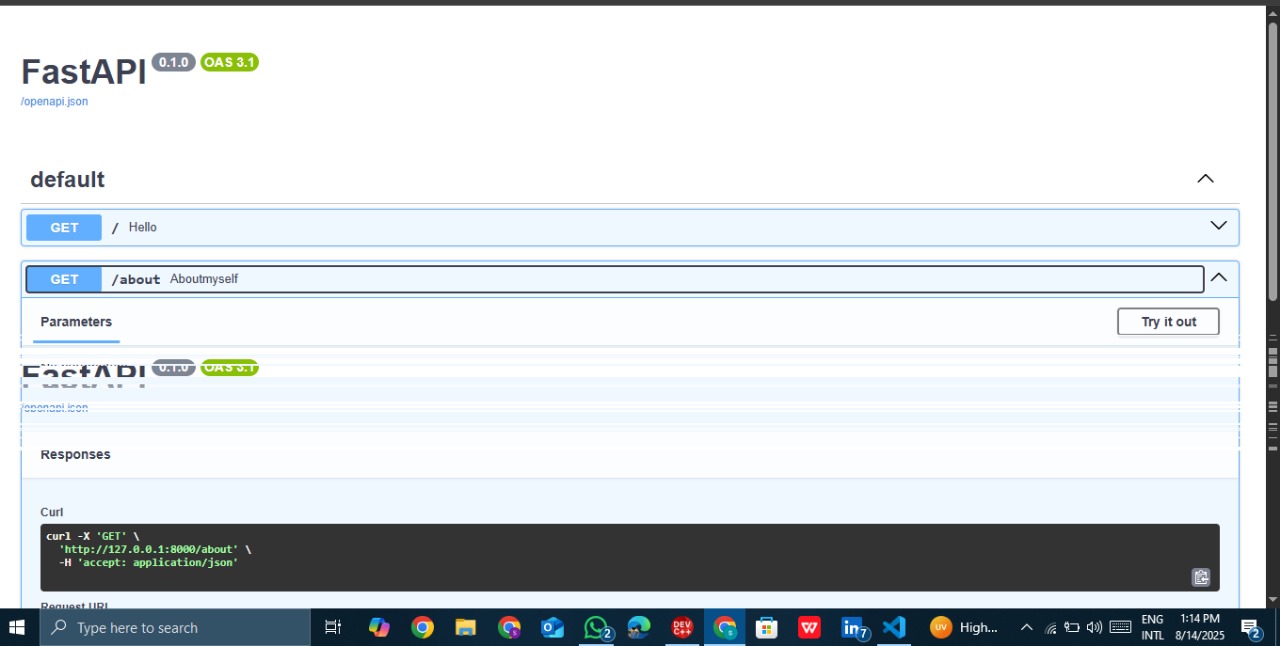 FastAPI 0.1.0 OAS 3.1
/openapi.json
default
GET / Hello
GET /about Aboutmyself
Parameters
Try it out
FastAPI 0.1.0 OAS 3.1
/openapi.json
Responses
Curl
curl -X 'GET' \
'http://127.0.0.1:8000/about' \
-H 'accept: application/json'
Request URL
Type here to search
2
DEV C++
W
in 7
UV High...
ENG INTL
1:14 PM
8/14/2025
2